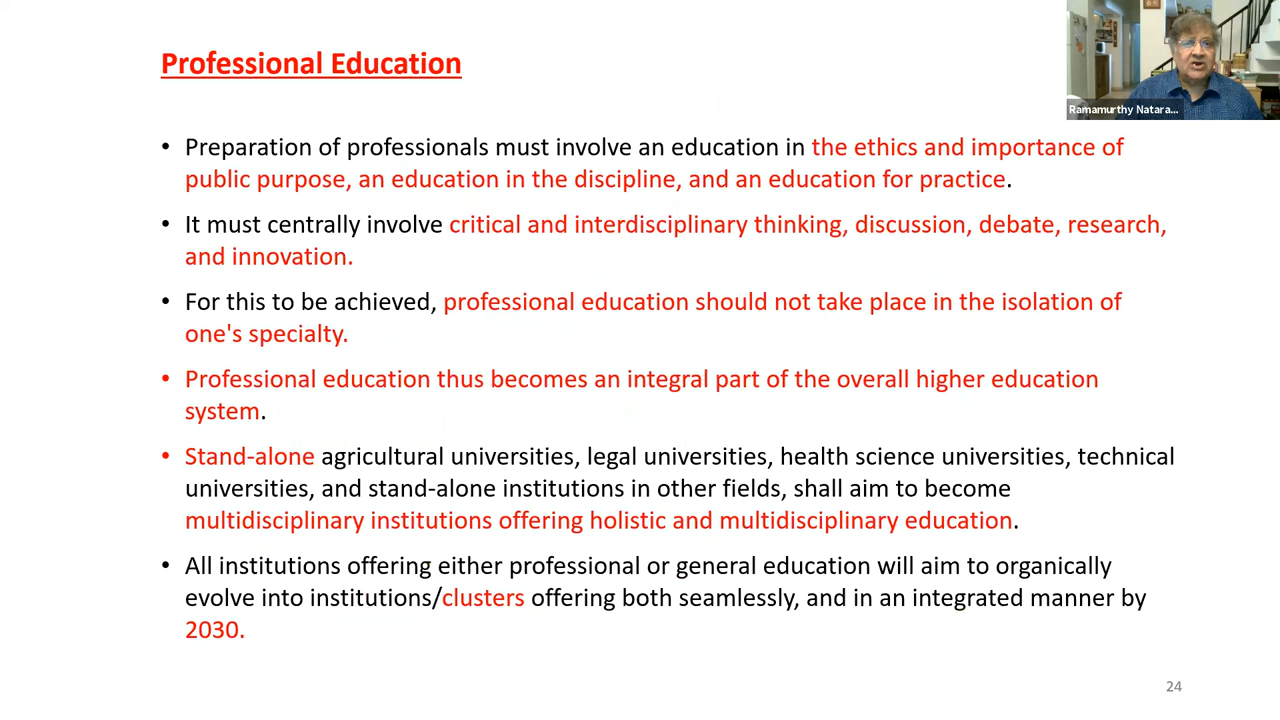 Professional Education
Ramamurthy Natara...
• Preparation of professionals must involve an education in the ethics and importance of
public purpose, an education in the discipline, and an education for practice.
• It must centrally involve critical and interdisciplinary thinking, discussion, debate, research,
and innovation.
• For this to be achieved, professional education should not take place in the isolation of
one's specialty.
• Professional education thus becomes an integral part of the overall higher education
system.
• Stand-alone agricultural universities, legal universities, health science universities, technical
universities, and stand-alone institutions in other fields, shall aim to become
multidisciplinary institutions offering holistic and multidisciplinary education.
• All institutions offering either professional or general education will aim to organically
evolve into institutions/clusters offering both seamlessly, and in an integrated manner by
2030.
24